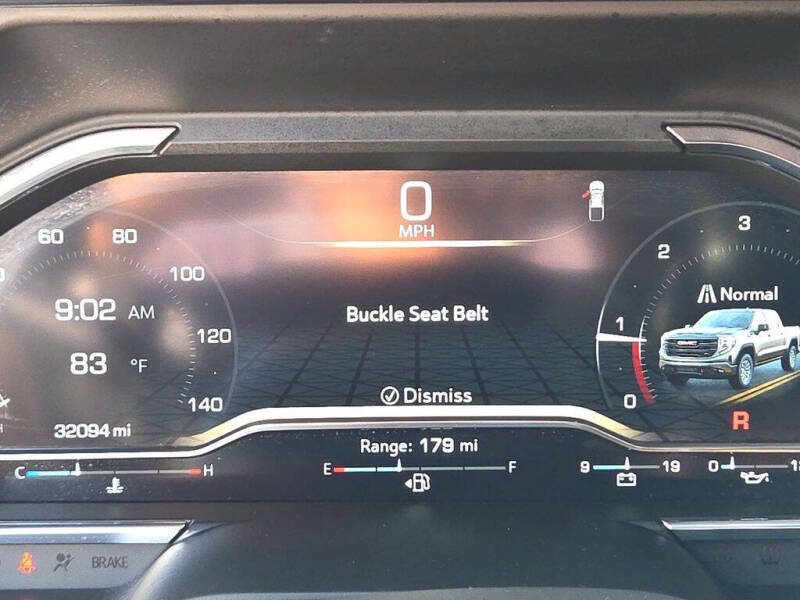 0
MPH
60 80 100 120 140
9:02 AM
83 °F
32094 mi
Buckle Seat Belt
Dismiss
0 1 2 3
Normal
GMC
R
Range: 179 mi
C H
E F
9 19
0
BRAKE